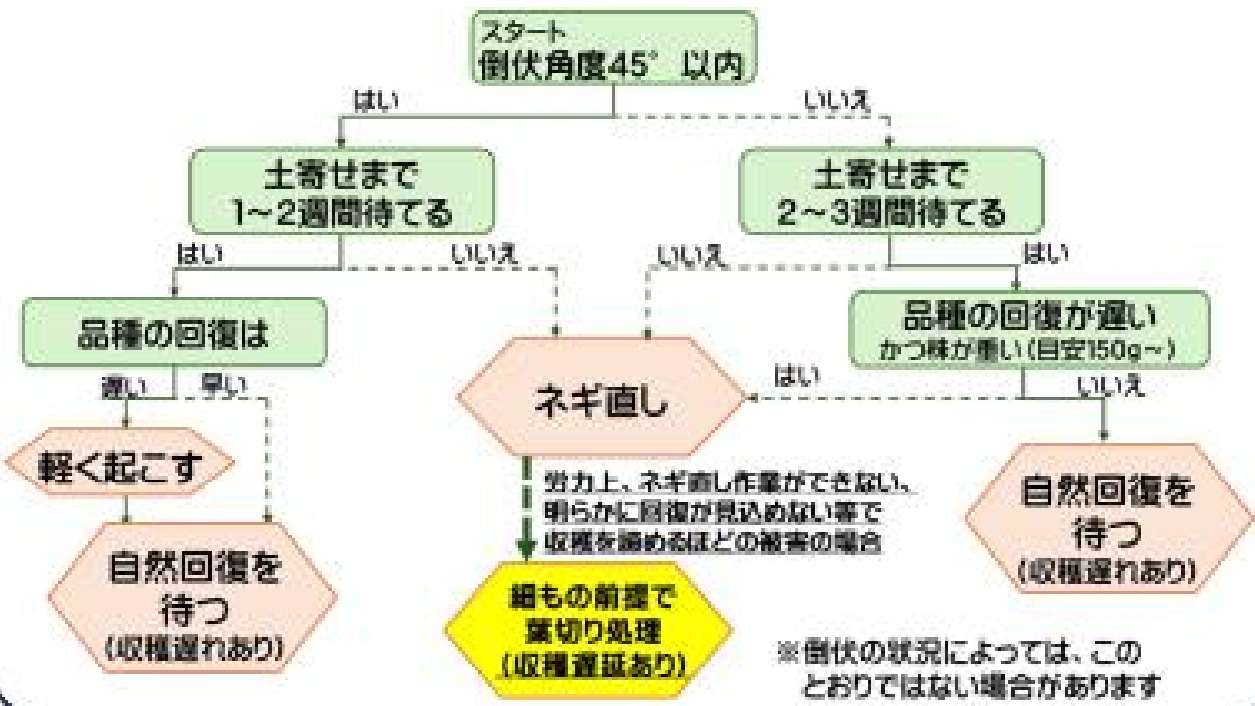 スタート
倒伏角度45°以内
はい
いいえ
土寄せまで
1～2週間待てる
土寄せまで
2～3週間待てる
はい
いいえ
いいえ
はい
品種の回復は
品種の回復が遅い
かつ株が重い(目安150g～)
遅い
早い
ネギ直し
はい
いいえ
軽く起こす
労力上、ネギ直し作業ができない、
明らかに回復が見込めない等で
収穫を諦めるほどの被害の場合
自然回復を
待つ
(収穫遅れあり)
自然回復を
待つ
(収穫遅れあり)
細もの前提で
葉切り処理
(収穫遅延あり)
※倒伏の状況によっては、この
とおりではない場合があります